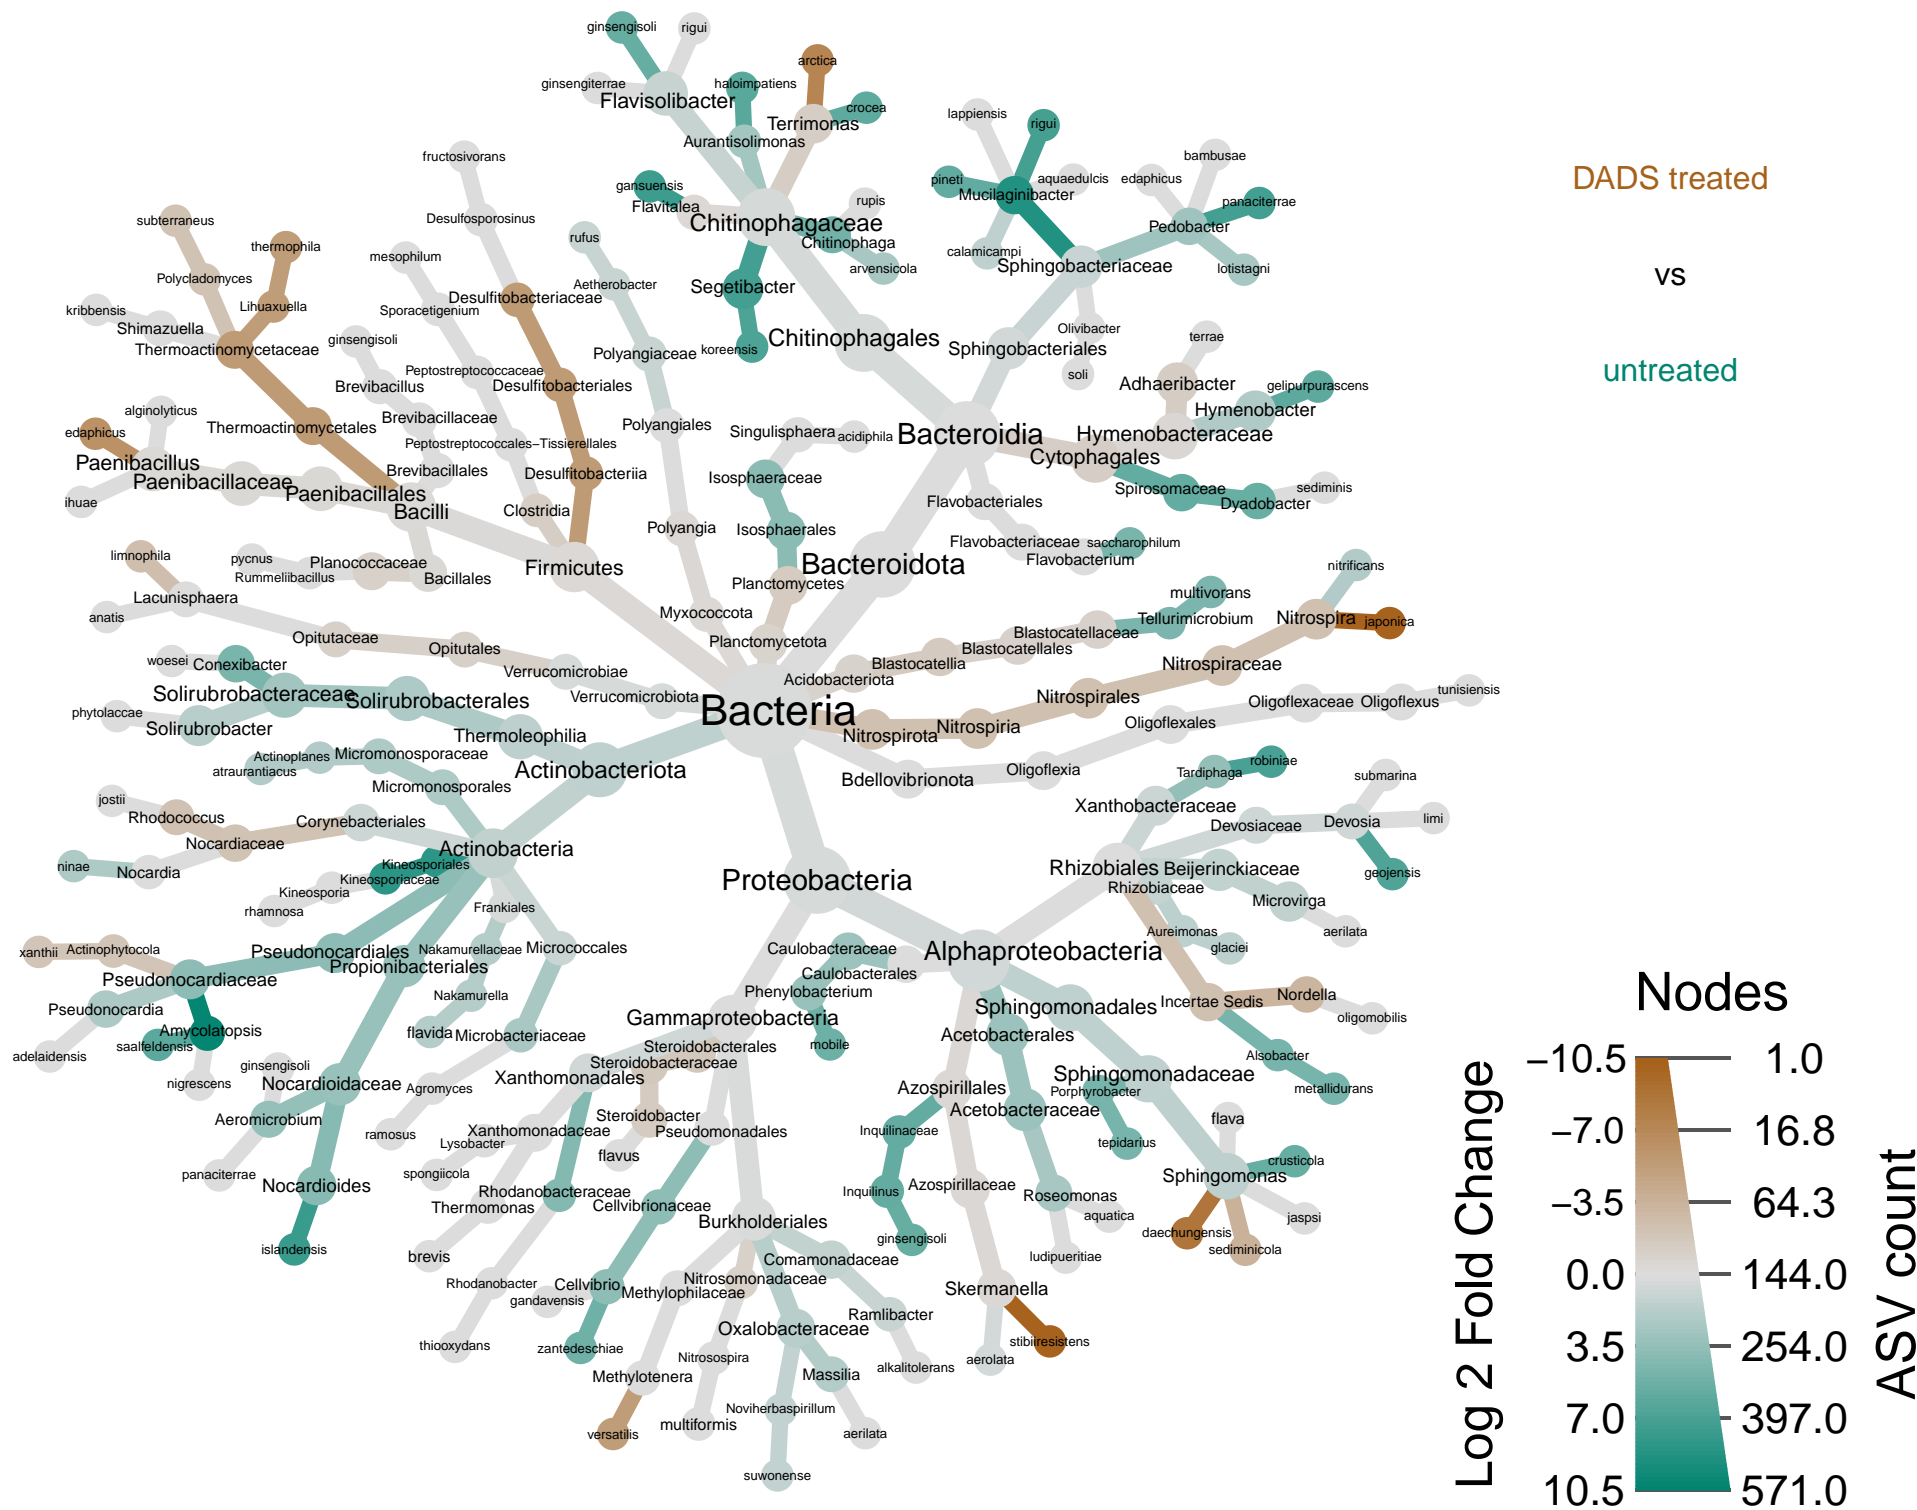 ginsengisoli
rigui
arctica
ginsengiterrae
Flavisolibacter
haloimpatiens
crocea
Terrimonas
Aurantisolimonas
lappiensis
rigui
fructosivorans
bambusae
pineti
aquaedulcis
edaphicus
Mucilaginibacter
panaciterrae
gansuensis
Flavitalea
rupis
DADS treated
Desulfosporosinus
Chitinophagaceae
Pedobacter
subterraneus
rufus
Chitinophaga
thermophila
mesophilum
calamicampi
arvensicola
Sphingobacteriaceae
lotistagni
vs
Polycladomyces
Aetherobacter
Segetibacter
Desulfitobacteriaceae
Lihuaxella
Sporacetigenium
kribbensis
Shimazuella
Olivibacter
terrae
ginsengisoli
Chitinophagales
Thermoactinomycetaceae
Polyangiaceae
koreensis
Sphingobacteriales
Peptostreptococcaceae
soli
untreated
Brevibacillus
Desulfitobacteriales
Adhaeribacter
gelipurpurascens
alginolyticus
Brevibacillaceae
Hymenobacter
Thermoactinomycetales
Polyangiales
Singulisphaera
acidiphila
Bacteroidia
Hymenobacteraceae
edaphicus
Peptostreptococcales−Tissierellales
Cytophagales
Paenibacillus
Brevibacillales
Desulfitobacteriia
Isosphaeraceae
Paenibacillaceae
Spirosomaceae
sediminis
Paenibacillales
Flavobacteriales
Dyadobacter
ihuae
Bacilli
Clostridia
Polyangia
Isosphaerales
Flavobacteriaceae
saccharophilum
limnophila
pycnus
Planococcaceae
Firmicutes
Bacteroidota
Flavobacterium
nitrificans
Rummeliibacillus
Bacillales
Planctomycetes
Lacunisphaera
multivorans
anatis
Myxococcota
Tellurimicrobium
Nitrospira
japonica
Opitutaceae
Planctomycetota
Blastocatellaceae
Opitutales
Blastocatellales
woesei
Conexibacter
Verrucomicrobiae
Blastocatellia
Nitrospiraceae
Acidobacteriota
Solirubrobacteraceae
Solirubrobacterales
Verrucomicrobiota
Nitrospirales
tunisiensis
phytolaccae
Bacteria
Oligoflexaceae
Oligoflexus
Solirubrobacter
Thermoleophilia
Nitrospirota
Nitrospiria
Oligoflexales
Actinoplanes
Micromonosporaceae
atraurantiacus
Actinobacteriota
Bdellovibrionota
Oligoflexia
Tardiphaga
robiniae
submarina
Micromonosporales
jostii
Xanthobacteraceae
Rhodococcus
Corynebacteriales
Devosiaceae
Devosia
limi
Nocardiaceae
Actinobacteria
ninae
Nocardia
Kineosporiales
Kineosporiaceae
Rhizobiales
Beijerinckiaceae
geojensis
Kineosporia
Proteobacteria
Rhizobiaceae
rhamnosa
Frankiales
Microvirga
Aureimonas
aerilata
xanthii
Actinophytocola
Pseudonocardiales
Nakamurellaceae
Micrococcales
Caulobacteraceae
Alphaproteobacteria
glaciei
Propionibacteriales
Caulobacterales
Pseudonocardiaceae
Phenylobacterium
Nodes
Pseudonocardia
Nakamurella
Sphingomonadales
Incertae Sedis
Nordella
oligomobilis
Amycolatopsis
flavida
Microbacteriaceae
Gammaproteobacteria
Acetobacterales
saalfeldensis
Steroidobacterales
mobile
adelaidensis
ginsengisoli
Steroidobacteraceae
Alsobacter
nigrescens
Nocardioidaceae
Agromyces
Xanthomonadales
Azospirillales
Sphingomonadaceae
metallidurans
Porphyrobacter
Aeromicrobium
Steroidobacter
Acetobacteraceae
flava
ramosus
Xanthomonadaceae
Pseudomonadales
Inquilinaceae
tepidarius
Lysobacter
flavus
crusticola
panaciterrae
spongiicola
Sphingomonas
Nocardioides
Rhodanobacteraceae
Inquilinus
Azospirillaceae
Roseomonas
Thermomonas
Cellvibrionaceae
aquatica
jaspsi
Burkholderiales
daechungensis
islandensis
brevis
ginsengisoli
ludipueritiae
sediminicola
Comamonadaceae
Rhodanobacter
Cellvibrio
Nitrosomonadaceae
Skermanella
gandavensis
Methylophilaceae
Ramlibacter
Oxalobacteraceae
thiooxydans
zantedeschiae
stibiiresistens
Nitrosospira
alkalitolerans
aerolata
Methylotenera
Massilia
Noviherbaspirillum
versatilis
multiformis
aerilata
suwonense
Log 2 Fold Change
−10.5
−7.0
−3.5
0.0
3.5
7.0
10.5
1.0
16.8
64.3
144.0
254.0
397.0
571.0
ASV count